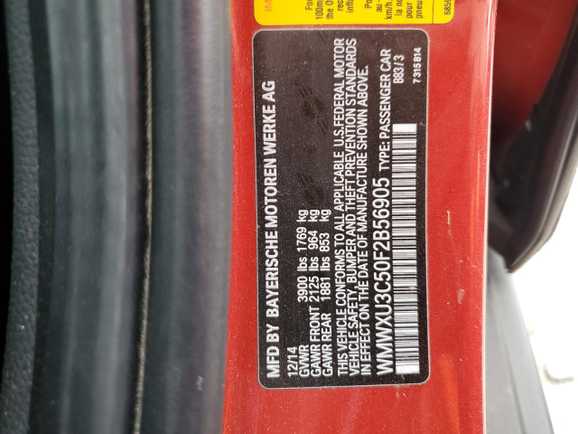 MFD BY BAYERISCHE MOTOREN WERKE AG
12/14
GVWR 3900 lbs 1769 kg
GAWR FRONT 2125 lbs 964 kg
GAWR REAR 1881 lbs 853 kg
THIS VEHICLE CONFORMS TO ALL APPLICABLE U.S.FEDERAL MOTOR
VEHICLE SAFETY, BUMPER AND THEFT PREVENTION STANDARDS
IN EFFECT ON THE DATE OF MANUFACTURE SHOWN ABOVE.
WMWXU3C50F2B56905 TYPE: PASSENGER CAR
B83/3
7315814